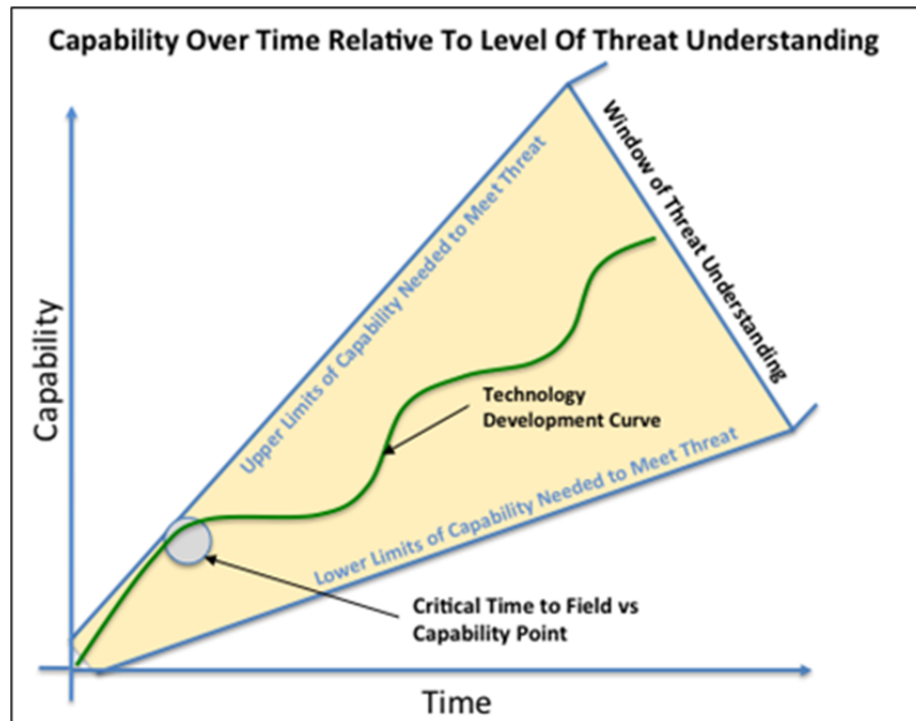 Capability Over Time Relative To Level Of Threat Understanding
Window of Threat Understanding
Upper Limits of Capability Needed to Meet Threat
Capability
Technology
Development Curve
Lower Limits of Capability Needed to Meet Threat
Critical Time to Field vs
Capability Point
Time